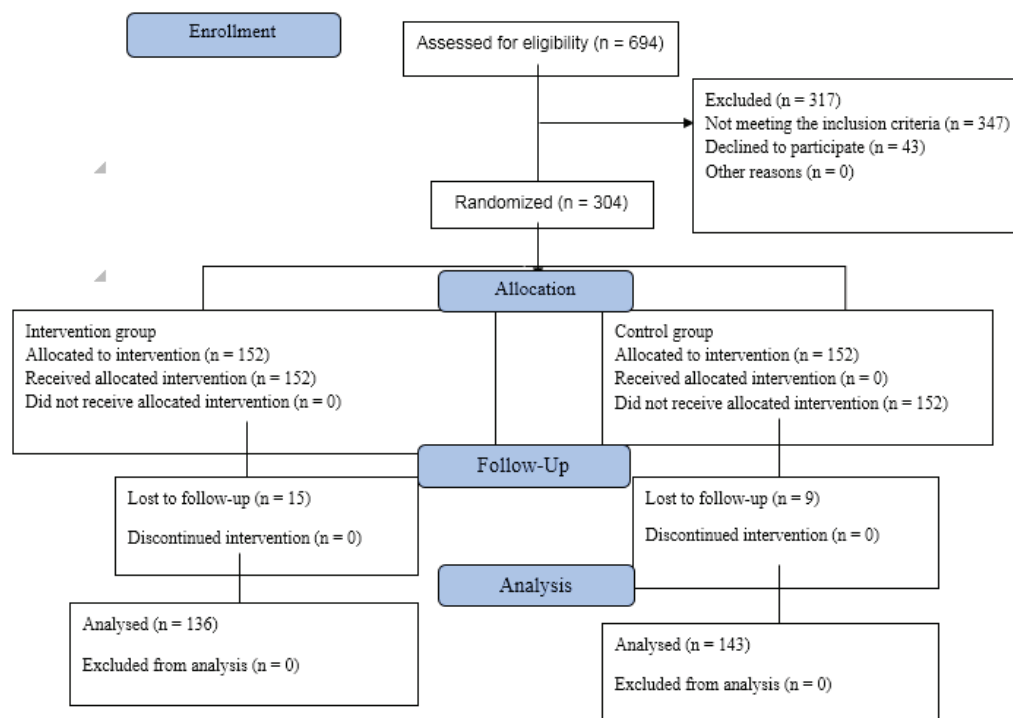 Enrollment
Assessed for eligibility (n = 694)
Excluded (n = 317)
Not meeting the inclusion criteria (n = 347)
Declined to participate (n = 43)
Other reasons (n = 0)
Randomized (n = 304)
Allocation
Intervention group
Allocated to intervention (n = 152)
Received allocated intervention (n = 152)
Did not receive allocated intervention (n = 0)
Control group
Allocated to intervention (n = 152)
Received allocated intervention (n = 0)
Did not receive allocated intervention (n = 152)
Follow-Up
Lost to follow-up (n = 15)
Discontinued intervention (n = 0)
Lost to follow-up (n = 9)
Discontinued intervention (n = 0)
Analysis
Analysed (n = 136)
Excluded from analysis (n = 0)
Analysed (n = 143)
Excluded from analysis (n = 0)